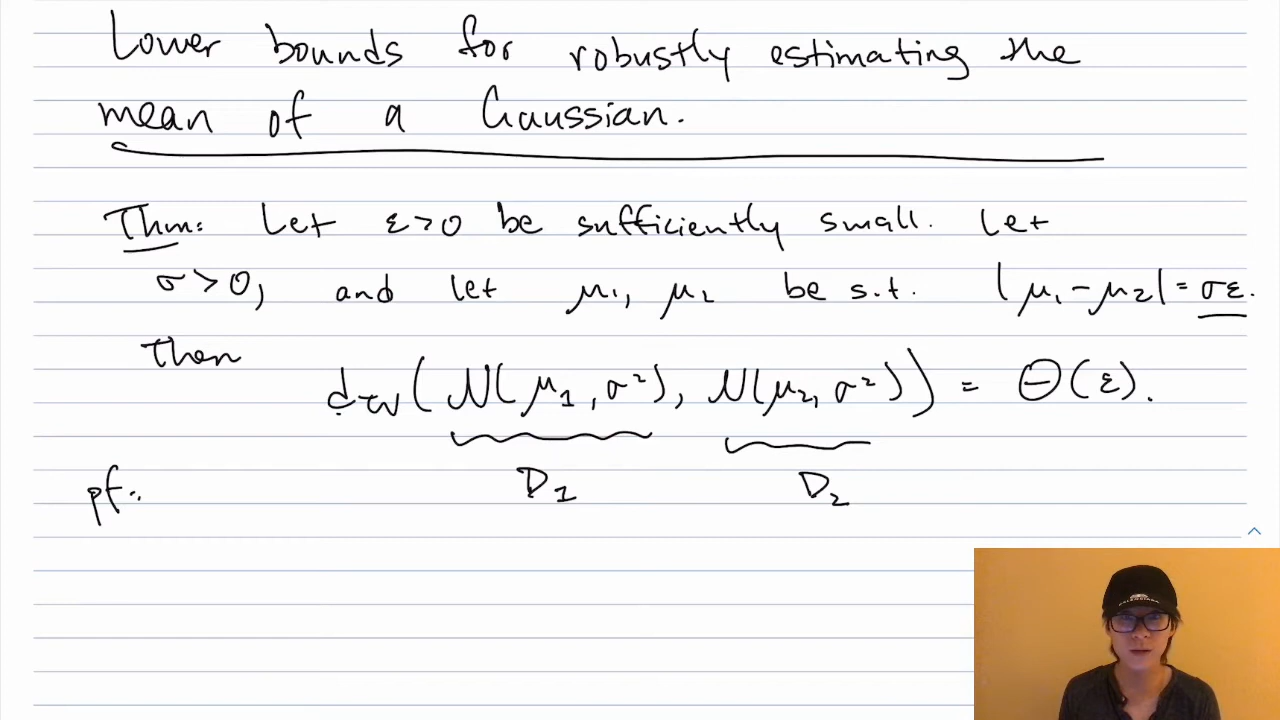 Lower bounds for robustly estimating the
mean of a Gaussian.
Thm: Let ε>0 be sufficiently small. Let
σ>0, and let μ₁, μ₂ be s.t. |μ₁-μ₂|=σε.
Then
d_TV(N(μ₁,σ²), N(μ₂,σ²)) = Θ(ε).
D₁ D₂
pf:
BALENCIAGA